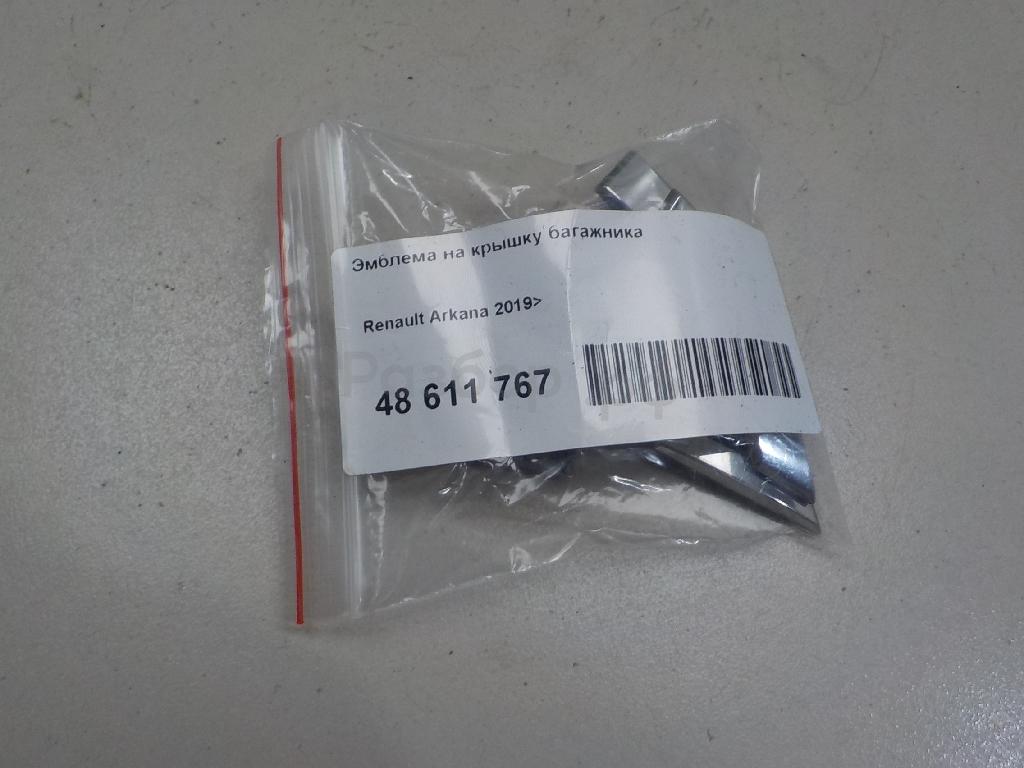 Эмблема на крышку багажника
Renault Arkana 2019>
48 611 767